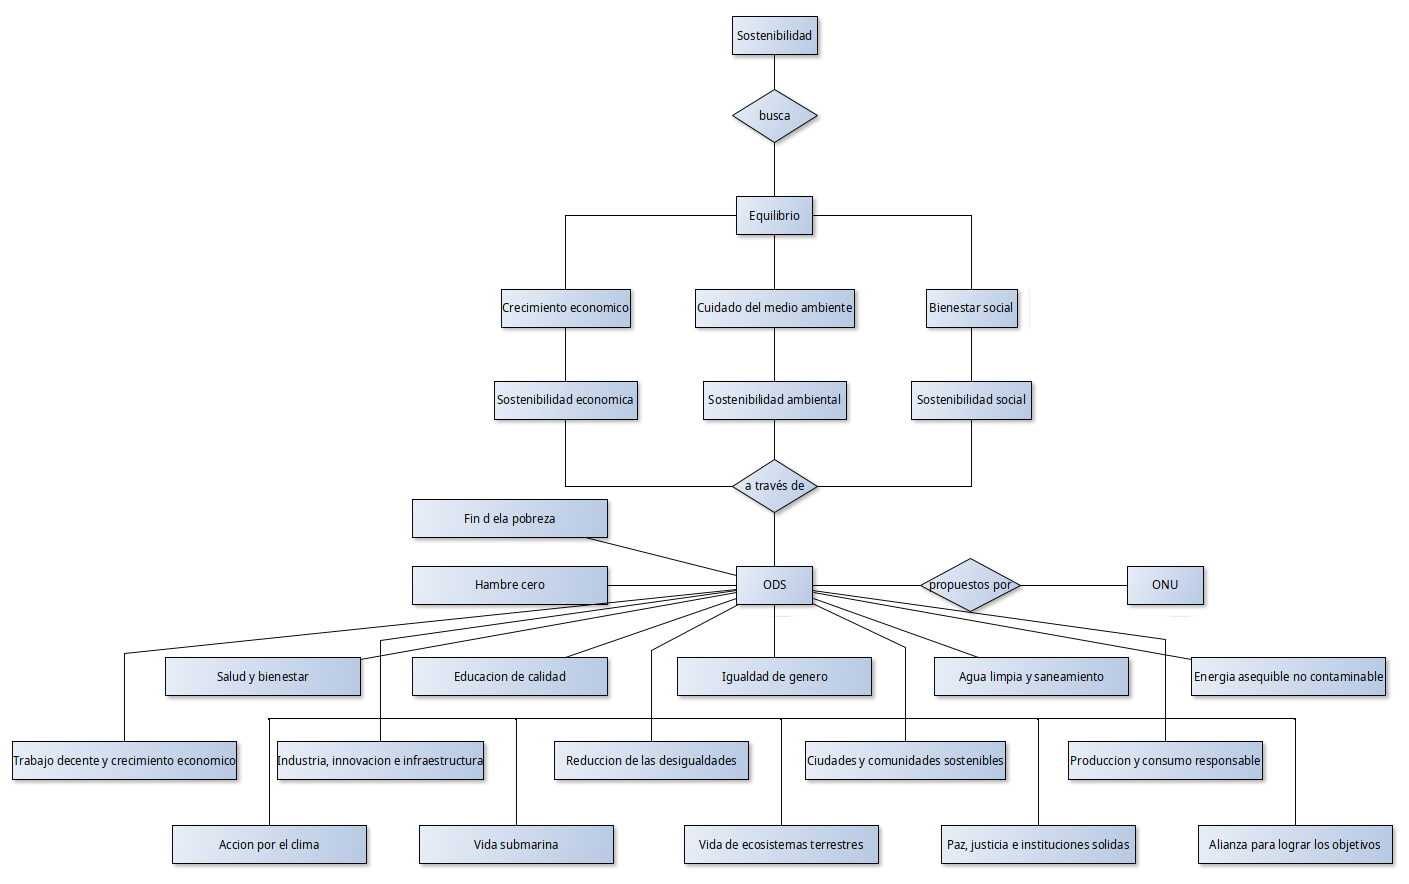 Sostenibilidad
busca
Equilibrio
Crecimiento economico
Cuidado del medio ambiente
Bienestar social
Sostenibilidad economica
Sostenibilidad ambiental
Sostenibilidad social
a través de
Fin d ela pobreza
Hambre cero
ODS
propuestos por
ONU
Salud y bienestar
Educacion de calidad
Igualdad de genero
Agua limpia y saneamiento
Energia asequible no contaminable
Trabajo decente y crecimiento economico
Industria, innovacion e infraestructura
Reduccion de las desigualdades
Ciudades y comunidades sostenibles
Produccion y consumo responsable
Accion por el clima
Vida submarina
Vida de ecosistemas terrestres
Paz, justicia e instituciones solidas
Alianza para lograr los objetivos